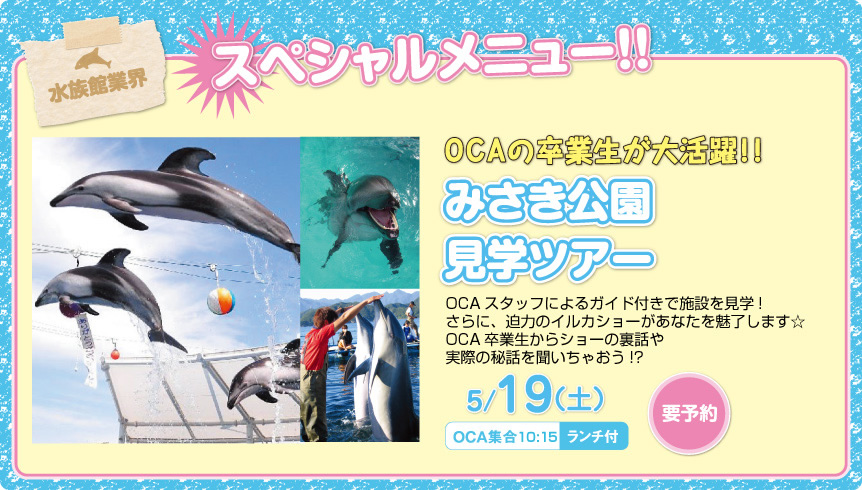 水族館業界
スペシャルメニュー!!
OCAの卒業生が大活躍!!
みさき公園
見学ツアー
OCAスタッフによるガイド付きで施設を見学！
さらに、迫力のイルカショーがあなたを魅了します☆
OCA卒業生からショーの裏話や
実際の秘話を聞いちゃおう!?
5/19(土)
要予約
OCA集合10:15 ランチ付